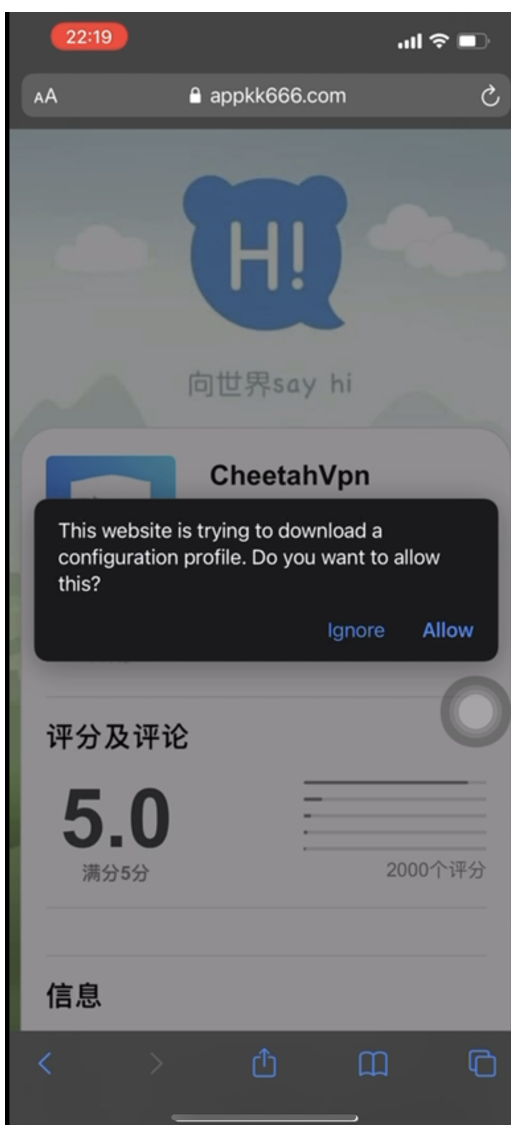 22:19
AA
appkk666.com
H!
向世界say hi
CheetahVpn
This website is trying to download a
configuration profile. Do you want to allow
this?
Ignore
Allow
评分及评论
5.0
满分5分
2000个评分
信息